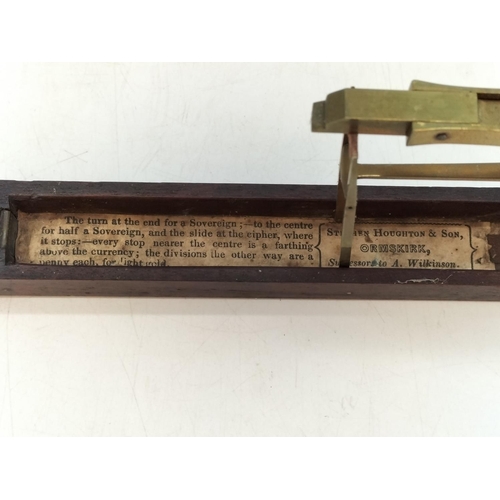 The turn at the end for a Sovereign;—to the centre
for half a Sovereign, and the slide at the cipher, where
it stops:—every stop nearer the centre is a farthing
above the currency; the divisions the other way are a
penny each, for light gold.
Houghton & Son,
Ormskirk,
Successors to A. Wilkinson.